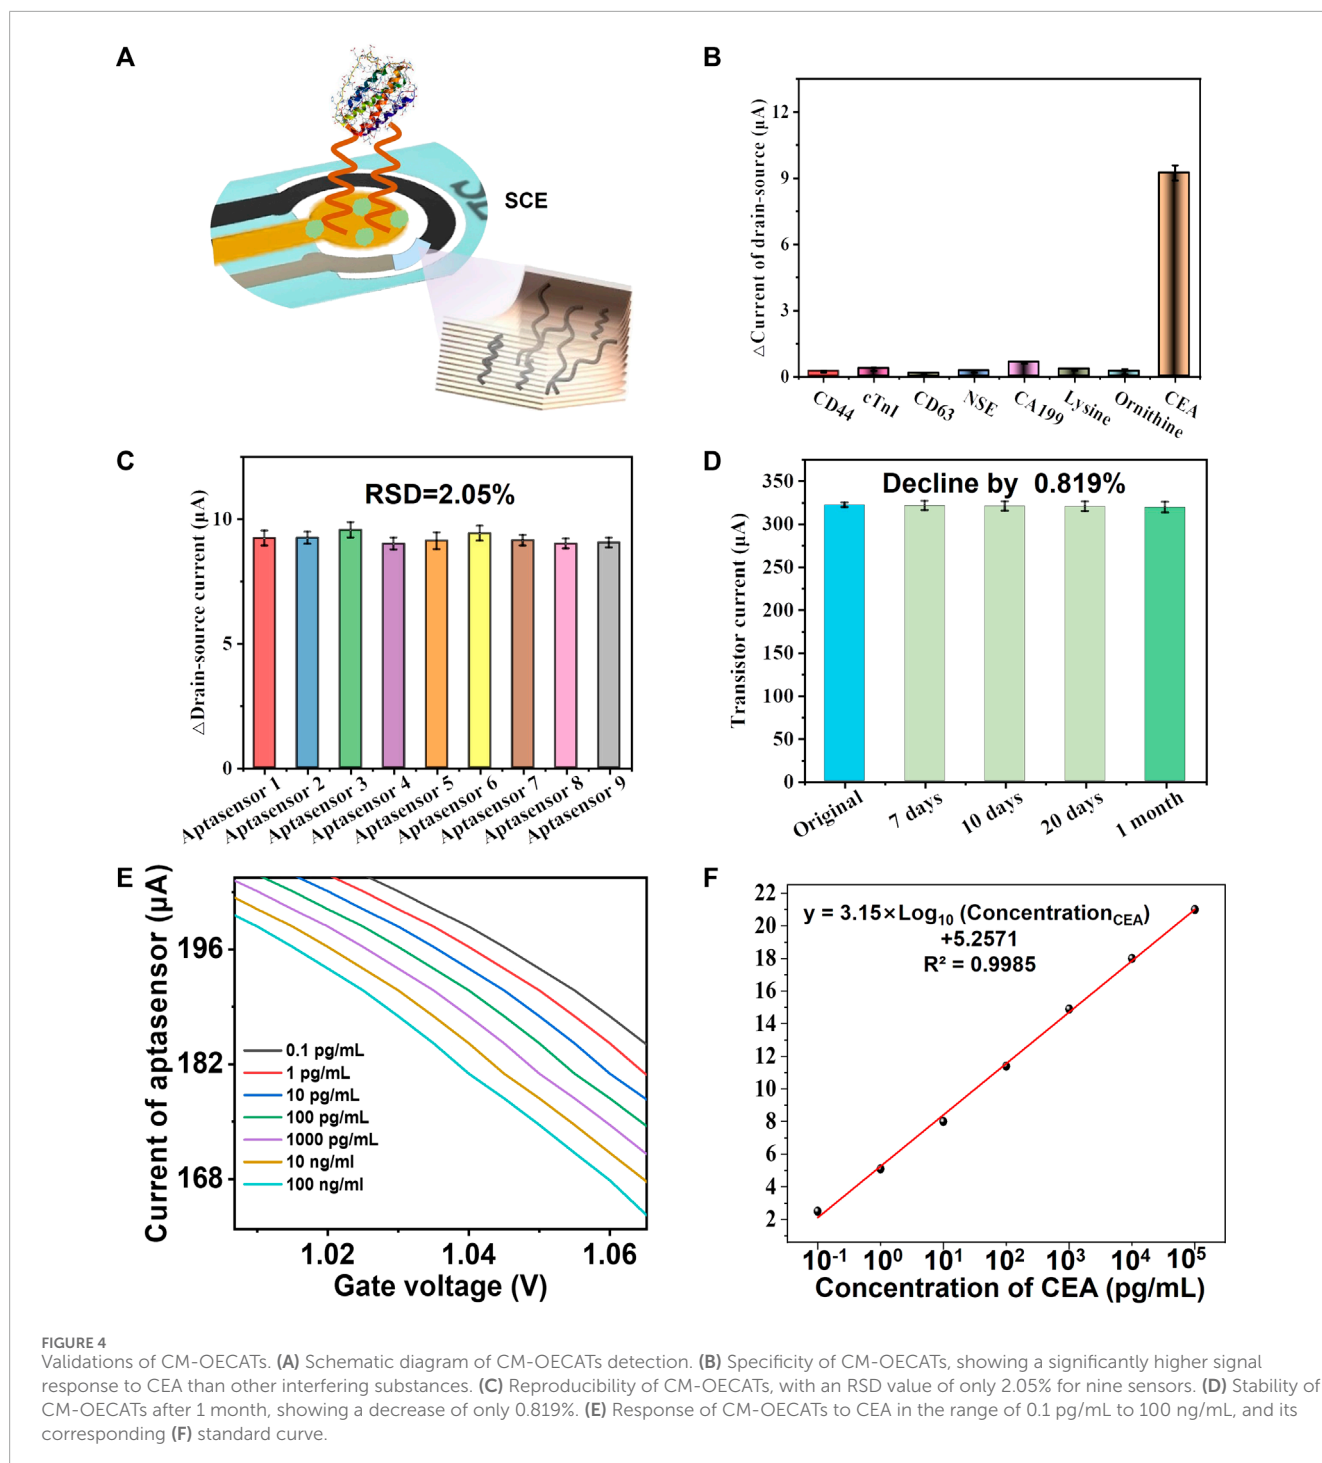 A
SCE
B
△Current of drain-source (µA)
12
9
6
3
0
CD44
cTnI
CD63
NSE
CA199
Lysine
Ornithine
CEA
C
RSD=2.05%
△Drain-source current (µA)
10
5
0
Aptasensor 1
Aptasensor 2
Aptasensor 3
Aptasensor 4
Aptasensor 5
Aptasensor 6
Aptasensor 7
Aptasensor 8
Aptasensor 9
D
Decline by 0.819%
Transistor current (µA)
350
300
250
200
150
100
50
0
Original
7 days
10 days
20 days
1 month
E
Current of aptasensor (µA)
196
182
168
0.1 pg/mL
1 pg/mL
10 pg/mL
100 pg/mL
1000 pg/mL
10 ng/ml
100 ng/ml
1.02
1.04
1.06
Gate voltage (V)
F
y = 3.15×Log10 (ConcentrationCEA)
+5.2571
R² = 0.9985
22
20
18
16
14
12
10
8
6
4
2
10-1
100
101
102
103
104
105
Concentration of CEA (pg/mL)
FIGURE 4
Validations of CM-OECATs. (A) Schematic diagram of CM-OECATs detection. (B) Specificity of CM-OECATs, showing a significantly higher signal
response to CEA than other interfering substances. (C) Reproducibility of CM-OECATs, with an RSD value of only 2.05% for nine sensors. (D) Stability of
CM-OECATs after 1 month, showing a decrease of only 0.819%. (E) Response of CM-OECATs to CEA in the range of 0.1 pg/mL to 100 ng/mL, and its
corresponding (F) standard curve.